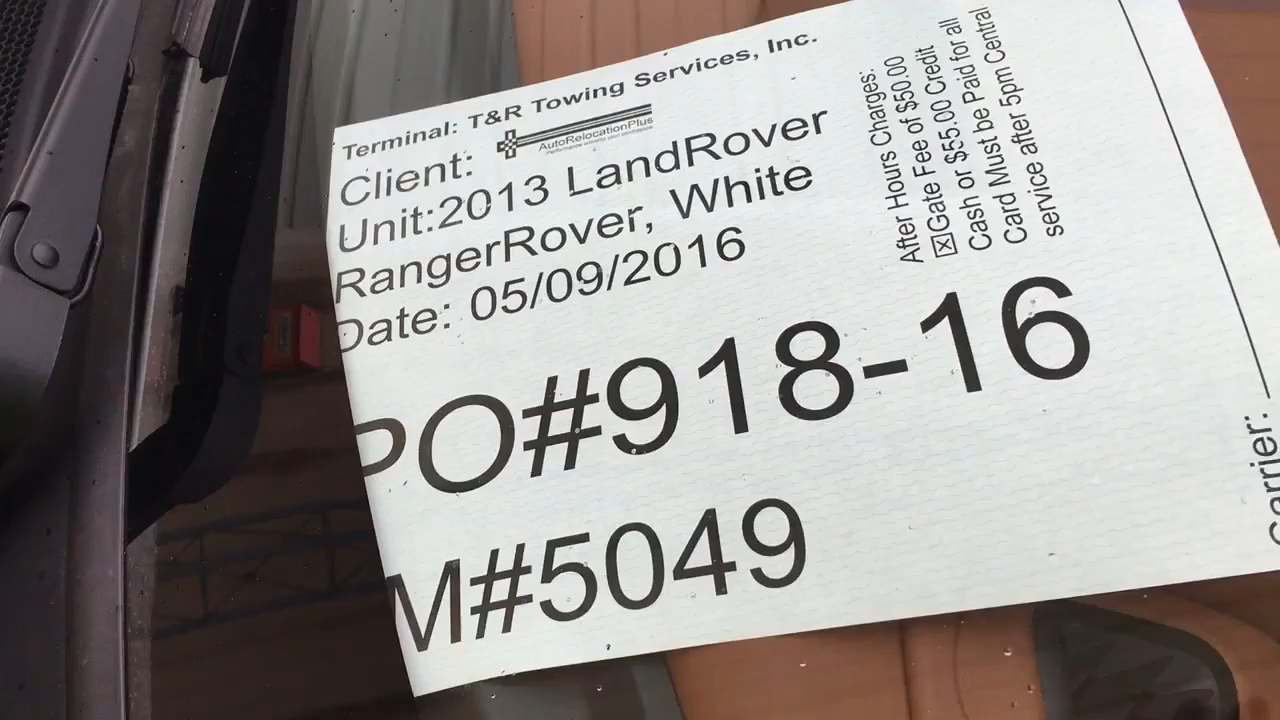 Terminal: T&R Towing Services, Inc.
Client: AutoRelocationPlus
Unit:2013 LandRover
RangerRover, White
Date: 05/09/2016
PO#918-16
M#5049
After Hours Charges:
☒Gate Fee of $50.00
Cash or $55.00 Credit
Card Must be Paid for all
service after 5pm Central
Carrier: